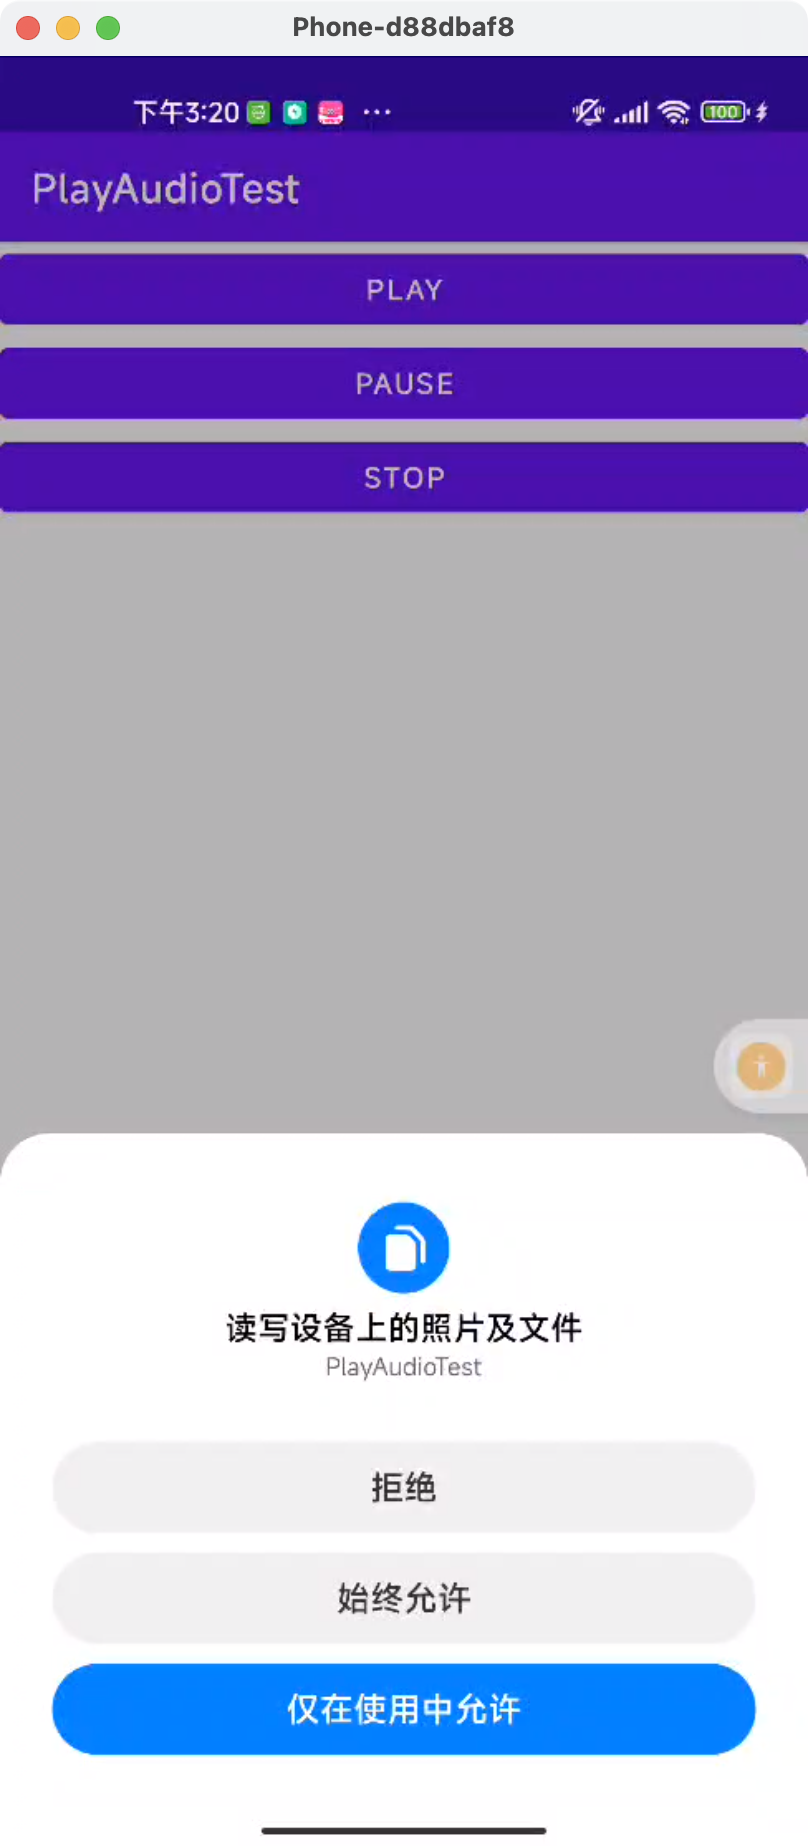 Phone-d88dbaf8
下午3:20 ··· 100
PlayAudioTest
PLAY
PAUSE
STOP
读写设备上的照片及文件
PlayAudioTest
拒绝
始终允许
仅在使用中允许